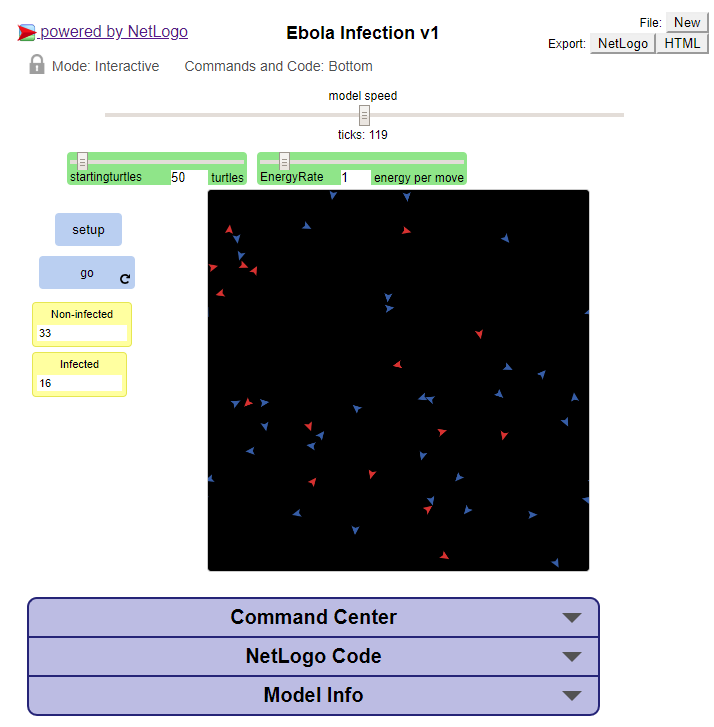 powered by NetLogo
Ebola Infection v1
File: New
Export: NetLogo HTML
Mode: Interactive Commands and Code: Bottom
model speed
ticks: 119
startingturtles 50 turtles
EnergyRate 1 energy per move
setup
go
Non-infected
33
Infected
16
Command Center
NetLogo Code
Model Info